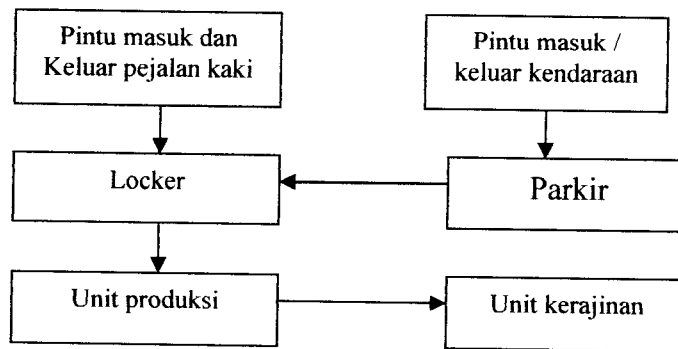 Pintu masuk dan
Keluar pejalan kaki
Pintu masuk /
keluar kendaraan
Locker
Parkir
Unit produksi
Unit kerajinan